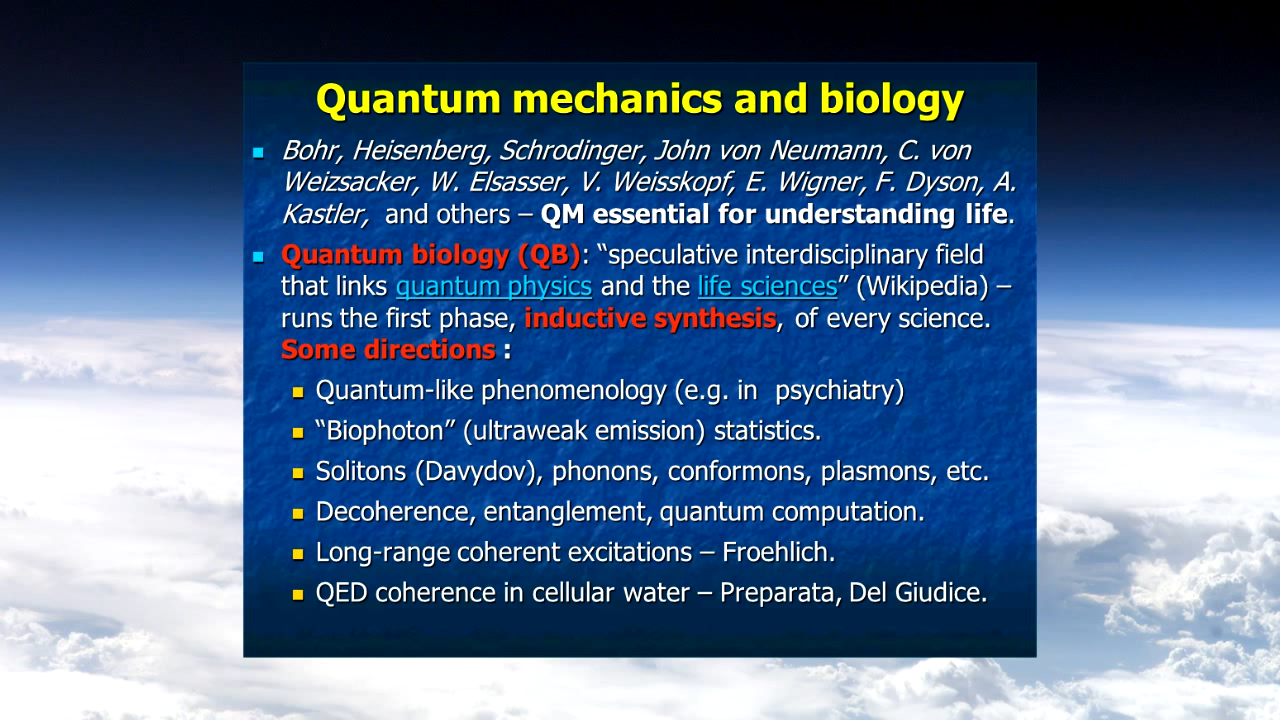 Quantum mechanics and biology
Bohr, Heisenberg, Schrodinger, John von Neumann, C. von
Weizsacker, W. Elsasser, V. Weisskopf, E. Wigner, F. Dyson, A.
Kastler, and others – QM essential for understanding life.
Quantum biology (QB): “speculative interdisciplinary field
that links quantum physics and the life sciences” (Wikipedia) –
runs the first phase, inductive synthesis, of every science.
Some directions :
Quantum-like phenomenology (e.g. in psychiatry)
“Biophoton” (ultraweak emission) statistics.
Solitons (Davydov), phonons, conformons, plasmons, etc.
Decoherence, entanglement, quantum computation.
Long-range coherent excitations – Froehlich.
QED coherence in cellular water – Preparata, Del Giudice.